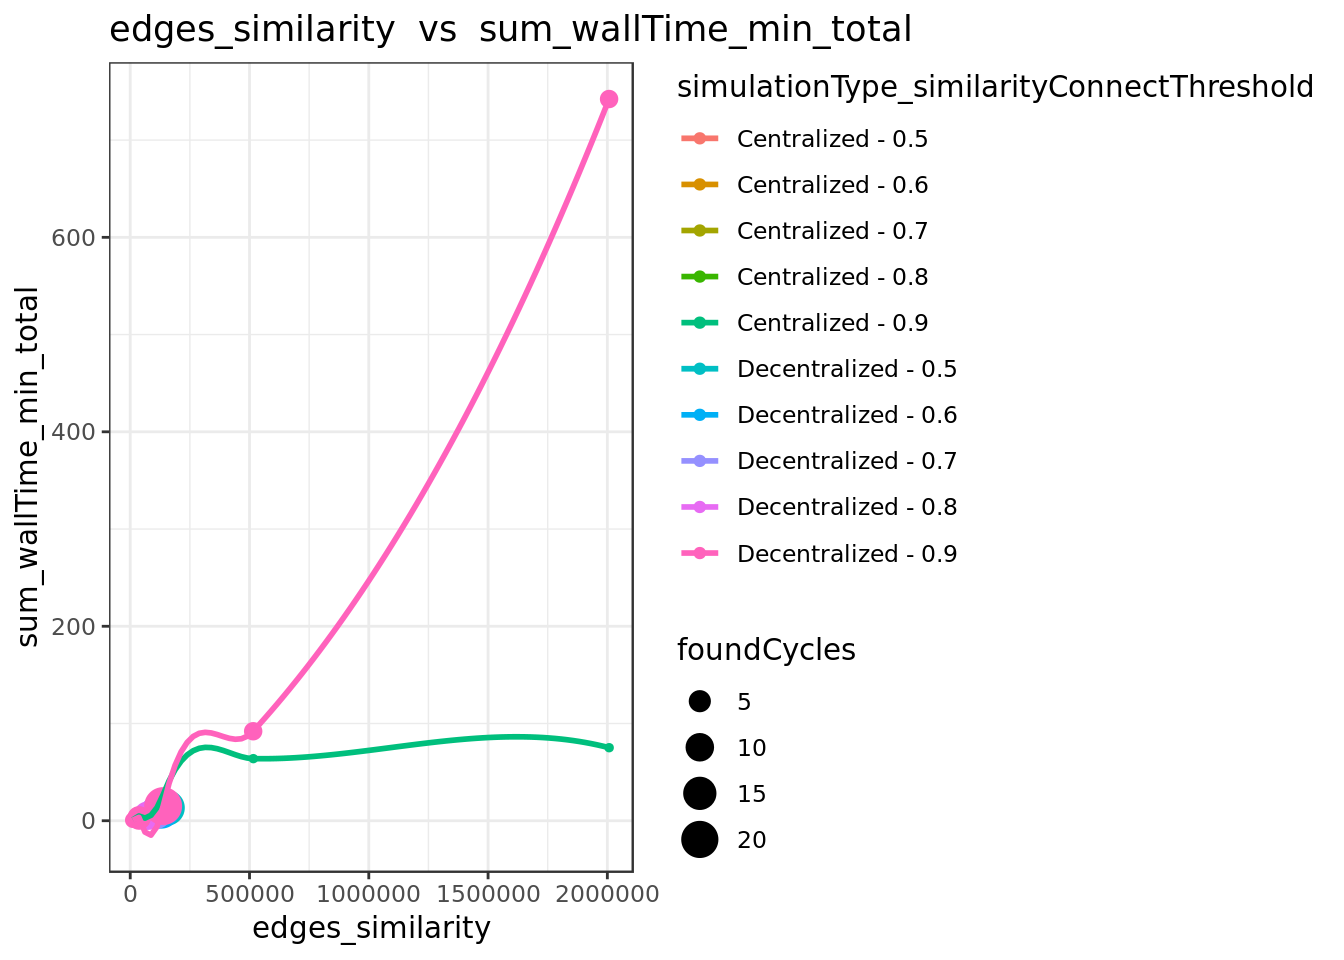 edges_similarity  vs  sum_wallTime_min_total
sum_wallTime_min_total
600
400
200
0
0
500000
1000000
1500000
2000000
edges_similarity
simulationType_similarityConnectThreshold
Centralized - 0.5
Centralized - 0.6
Centralized - 0.7
Centralized - 0.8
Centralized - 0.9
Decentralized - 0.5
Decentralized - 0.6
Decentralized - 0.7
Decentralized - 0.8
Decentralized - 0.9
foundCycles
5
10
15
20